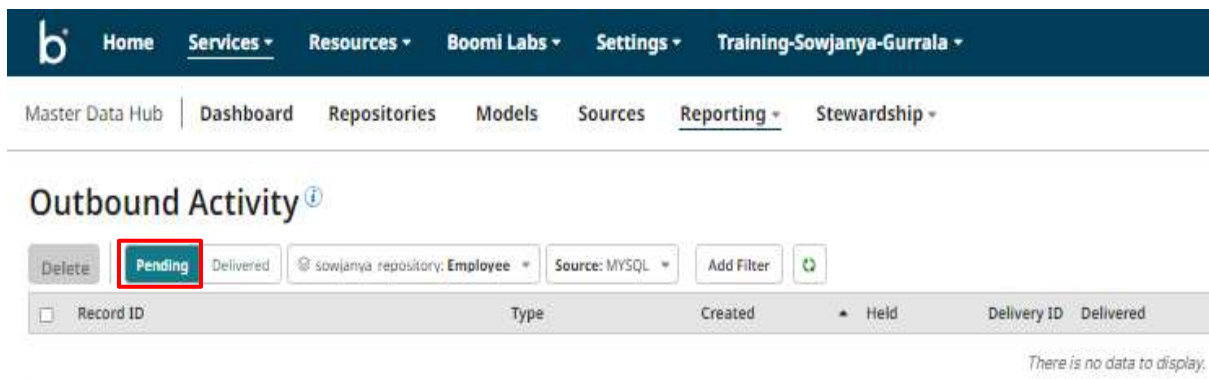 b Home Services Resources Boomi Labs Settings Training-Sowjanya-Gurrala
Master Data Hub Dashboard Repositories Models Sources Reporting Stewardship
Outbound Activity i
Delete Pending Delivered sowjanya repository: Employee Source: MYSQL Add Filter
Record ID Type Created Held Delivery ID Delivered
There is no data to display.